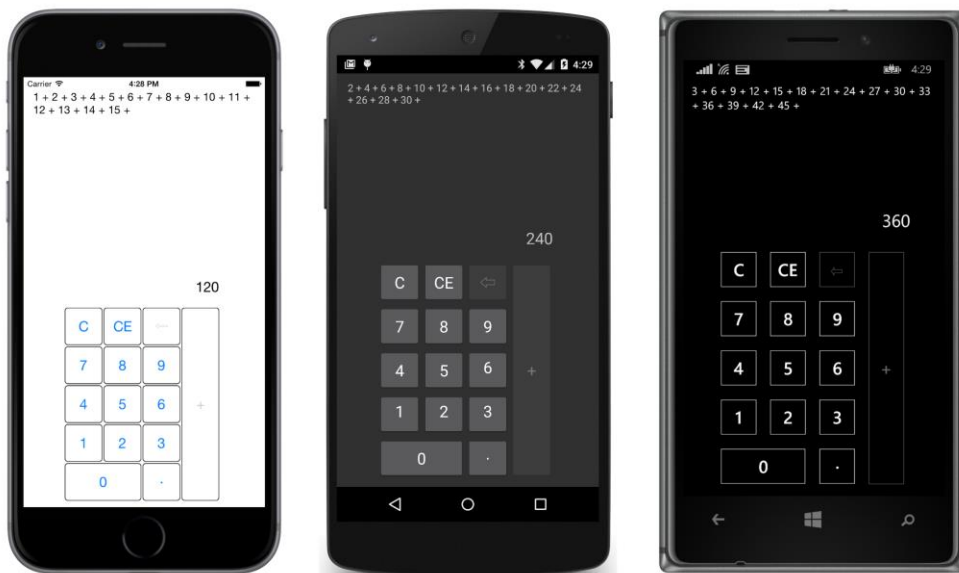 Carrier 4:28 PM
1 + 2 + 3 + 4 + 5 + 6 + 7 + 8 + 9 + 10 + 11 +
12 + 13 + 14 + 15 +
120
C CE ⇦ +
7 8 9
4 5 6
1 2 3
0 .
4:29
2 + 4 + 6 + 8 + 10 + 12 + 14 + 16 + 18 + 20 + 22 + 24
+ 26 + 28 + 30 +
240
C CE ⇦
7 8 9
4 5 6 +
1 2 3
0 .
4:29
3 + 6 + 9 + 12 + 15 + 18 + 21 + 24 + 27 + 30 + 33
+ 36 + 39 + 42 + 45 +
360
C CE ⇦
7 8 9
4 5 6 +
1 2 3
0 .